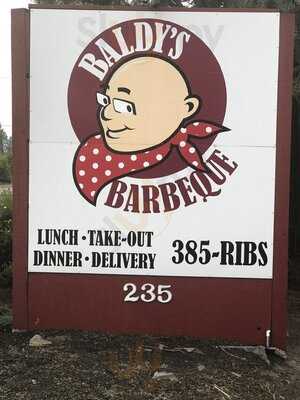 BALDY'S
BARBEQUE
LUNCH · TAKE-OUT
DINNER · DELIVERY
385-RIBS
235